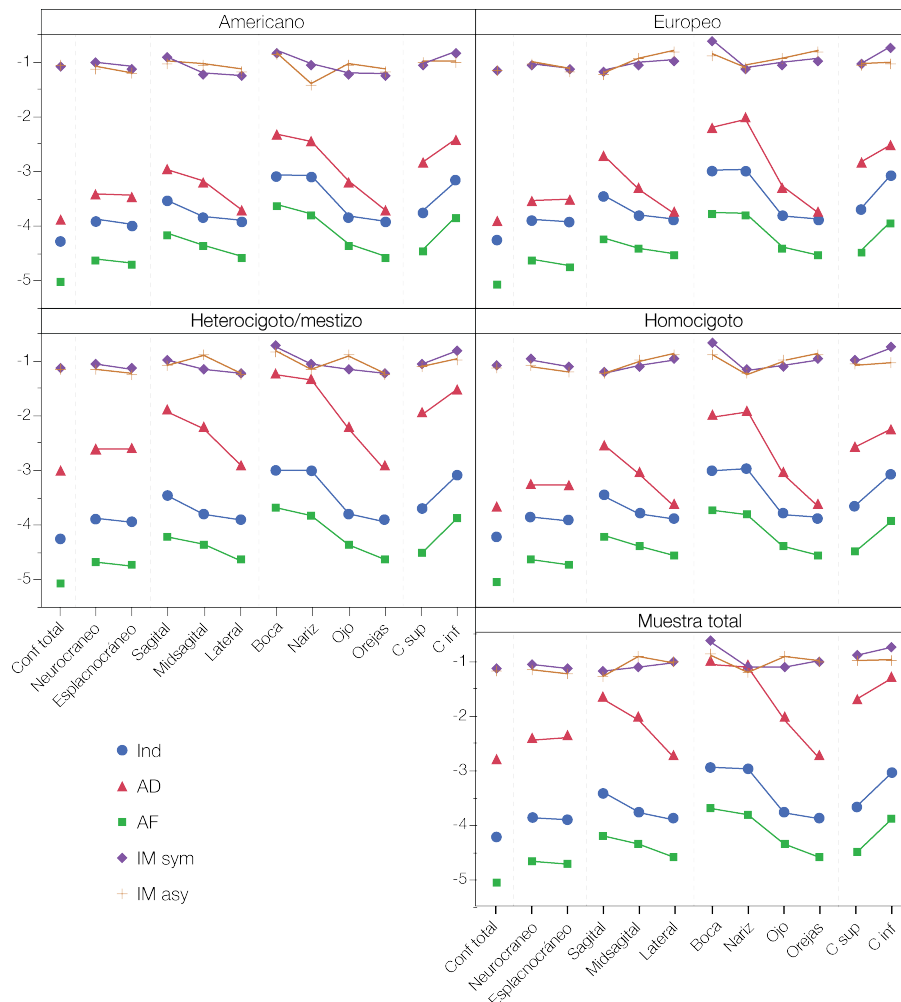 Americano
Europeo
-1
-2
-3
-4
-5
Heterocigoto/mestizo
Homocigoto
-1
-2
-3
-4
-5
Conf total
Neurocraneo
Esplacnocráneo
Sagital
Midsagital
Lateral
Boca
Nariz
Ojo
Orejas
C sup
C inf
Muestra total
-1
-2
-3
-4
-5
Conf total
Neurocraneo
Esplacnocráneo
Sagital
Midsagital
Lateral
Boca
Nariz
Ojo
Orejas
C sup
C inf
Ind
AD
AF
IM sym
IM asy